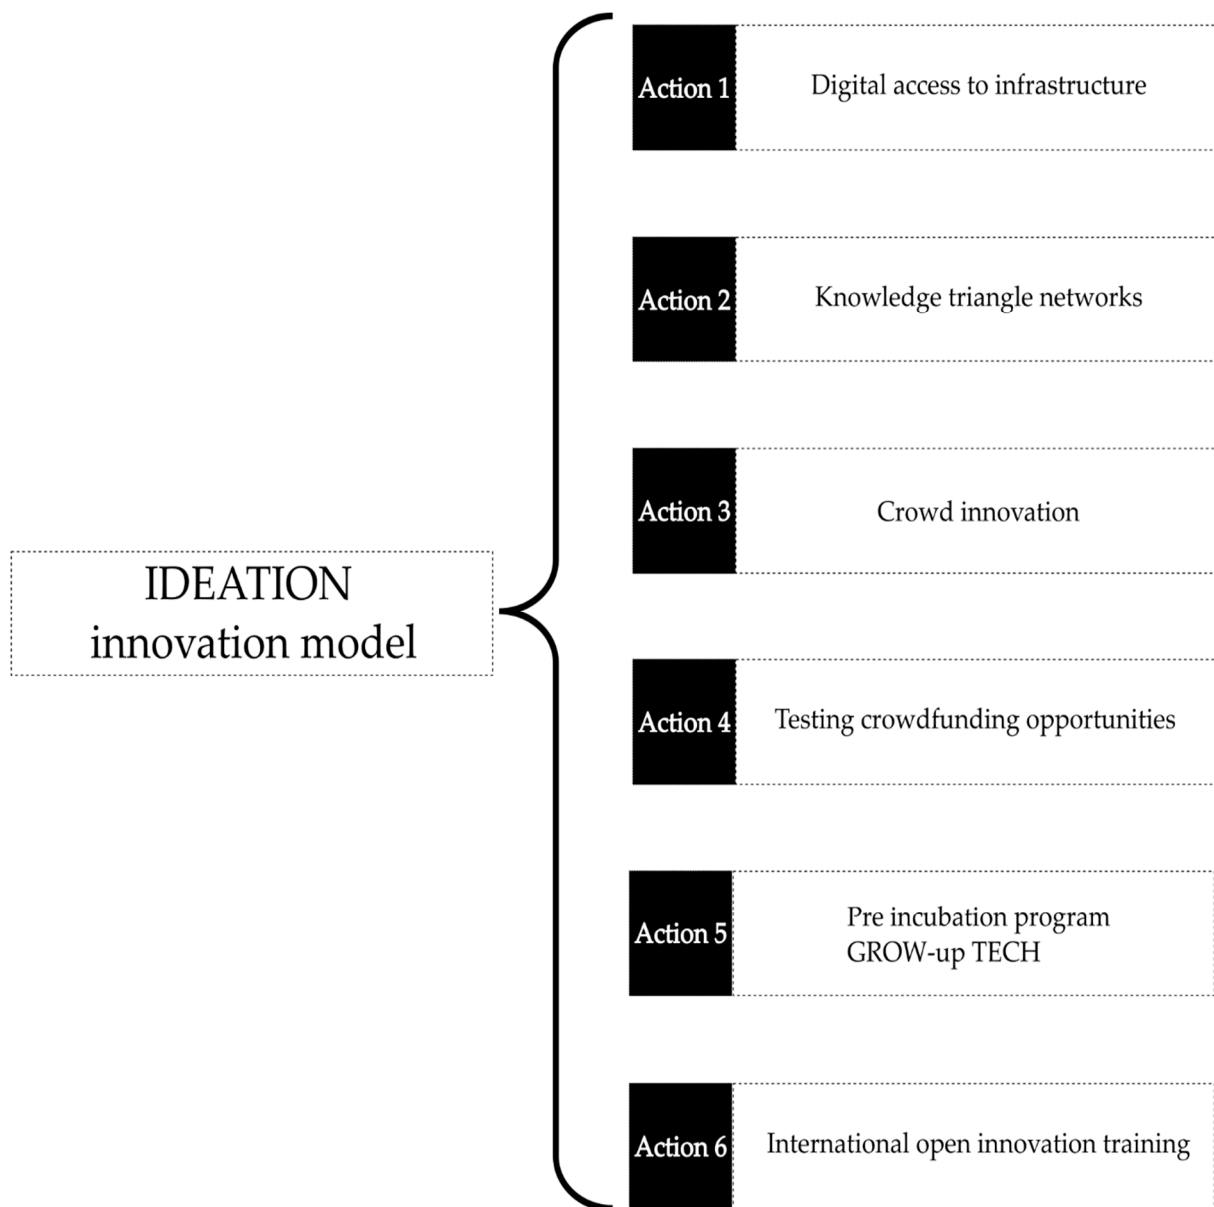 IDEATION
innovation model
Action 1
Digital access to infrastructure
Action 2
Knowledge triangle networks
Action 3
Crowd innovation
Action 4
Testing crowdfunding opportunities
Action 5
Pre incubation program
GROW-up TECH
Action 6
International open innovation training